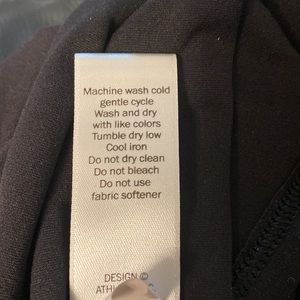 Machine wash cold
gentle cycle
Wash and dry
with like colors
Tumble dry low
Cool iron
Do not dry clean
Do not bleach
Do not use
fabric softener
DESIGN ©